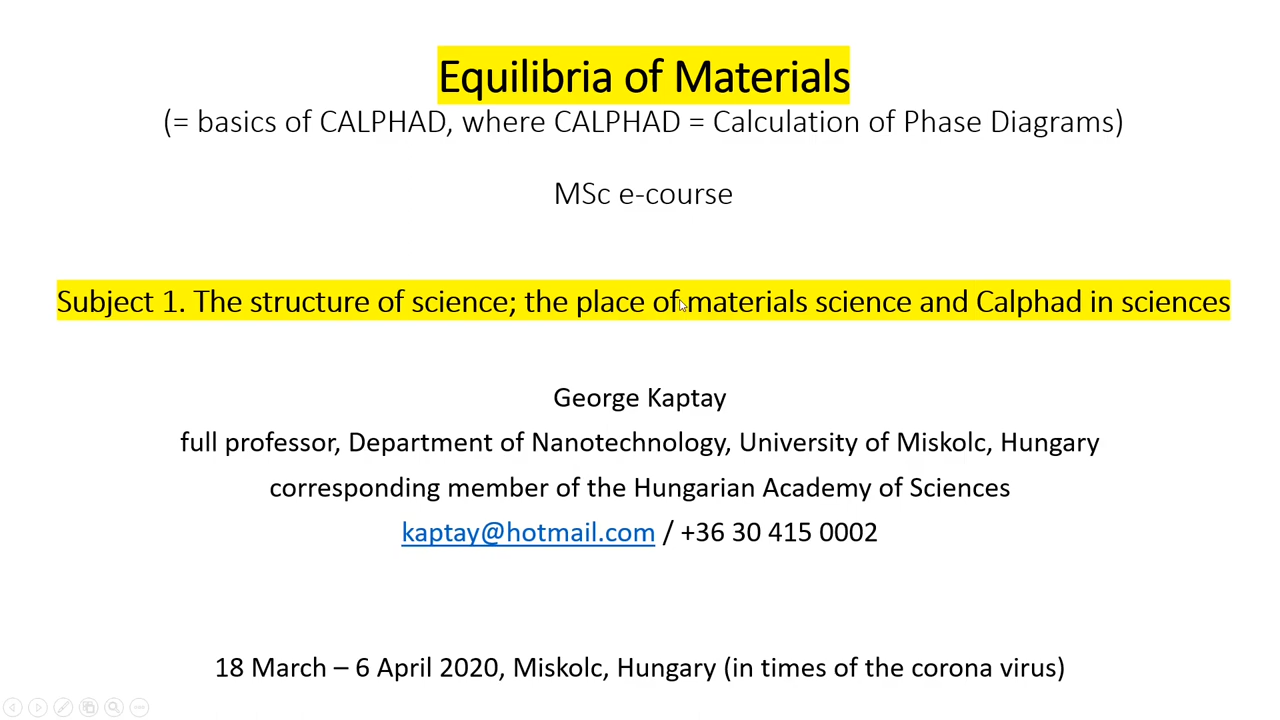 Equilibria of Materials
(= basics of CALPHAD, where CALPHAD = Calculation of Phase Diagrams)
MSc e-course
Subject 1. The structure of science; the place of materials science and Calphad in sciences
George Kaptay
full professor, Department of Nanotechnology, University of Miskolc, Hungary
corresponding member of the Hungarian Academy of Sciences
kaptay@hotmail.com / +36 30 415 0002
18 March – 6 April 2020, Miskolc, Hungary (in times of the corona virus)